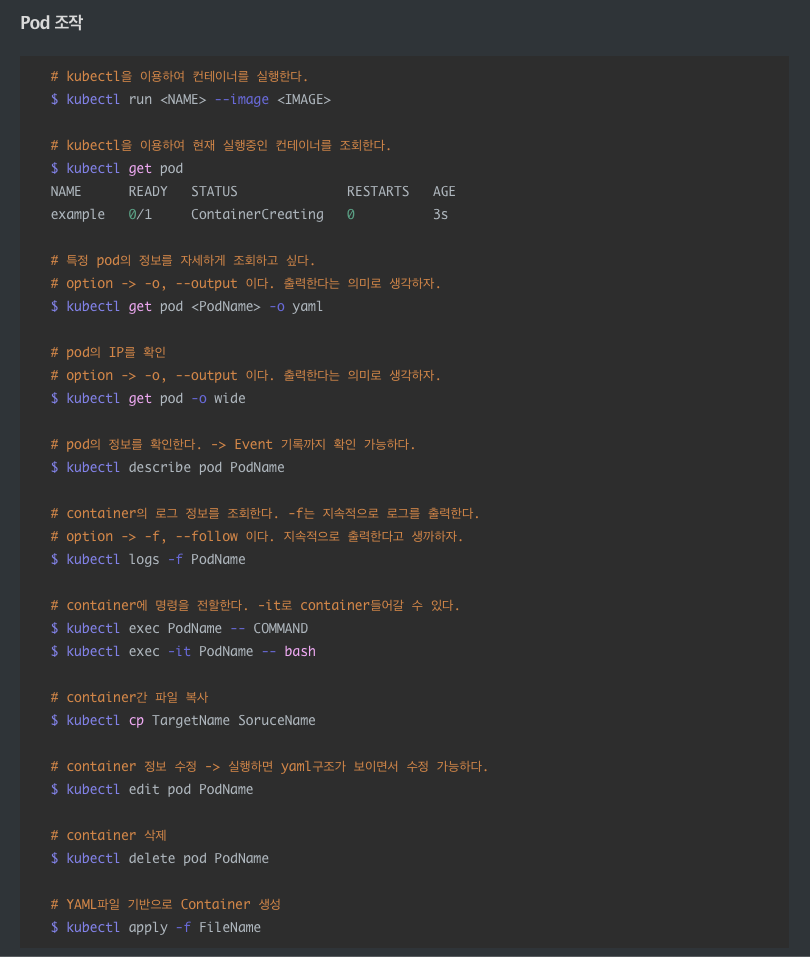 Pod 조작
# kubectl을 이용하여 컨테이너를 실행한다.
$ kubectl run <NAME> --image <IMAGE>
# kubectl을 이용하여 현재 실행중인 컨테이너를 조회한다.
$ kubectl get pod
NAME READY STATUS RESTARTS AGE
example 0/1 ContainerCreating 0 3s
# 특정 pod의 정보를 자세하게 조회하고 싶다.
# option -> -o, --output 이다. 출력한다는 의미로 생각하자.
$ kubectl get pod <PodName> -o yaml
# pod의 IP를 확인
# option -> -o, --output 이다. 출력한다는 의미로 생각하자.
$ kubectl get pod -o wide
# pod의 정보를 확인한다. -> Event 기록까지 확인 가능하다.
$ kubectl describe pod PodName
# container의 로그 정보를 조회한다. -f는 지속적으로 로그를 출력한다.
# option -> -f, --follow 이다. 지속적으로 출력한다고 생까하자.
$ kubectl logs -f PodName
# container에 명령을 전할한다. -it로 container들어갈 수 있다.
$ kubectl exec PodName -- COMMAND
$ kubectl exec -it PodName -- bash
# container간 파일 복사
$ kubectl cp TargetName SoruceName
# container 정보 수정 -> 실행하면 yaml구조가 보이면서 수정 가능하다.
$ kubectl edit pod PodName
# container 삭제
$ kubectl delete pod PodName
# YAML파일 기반으로 Container 생성
$ kubectl apply -f FileName